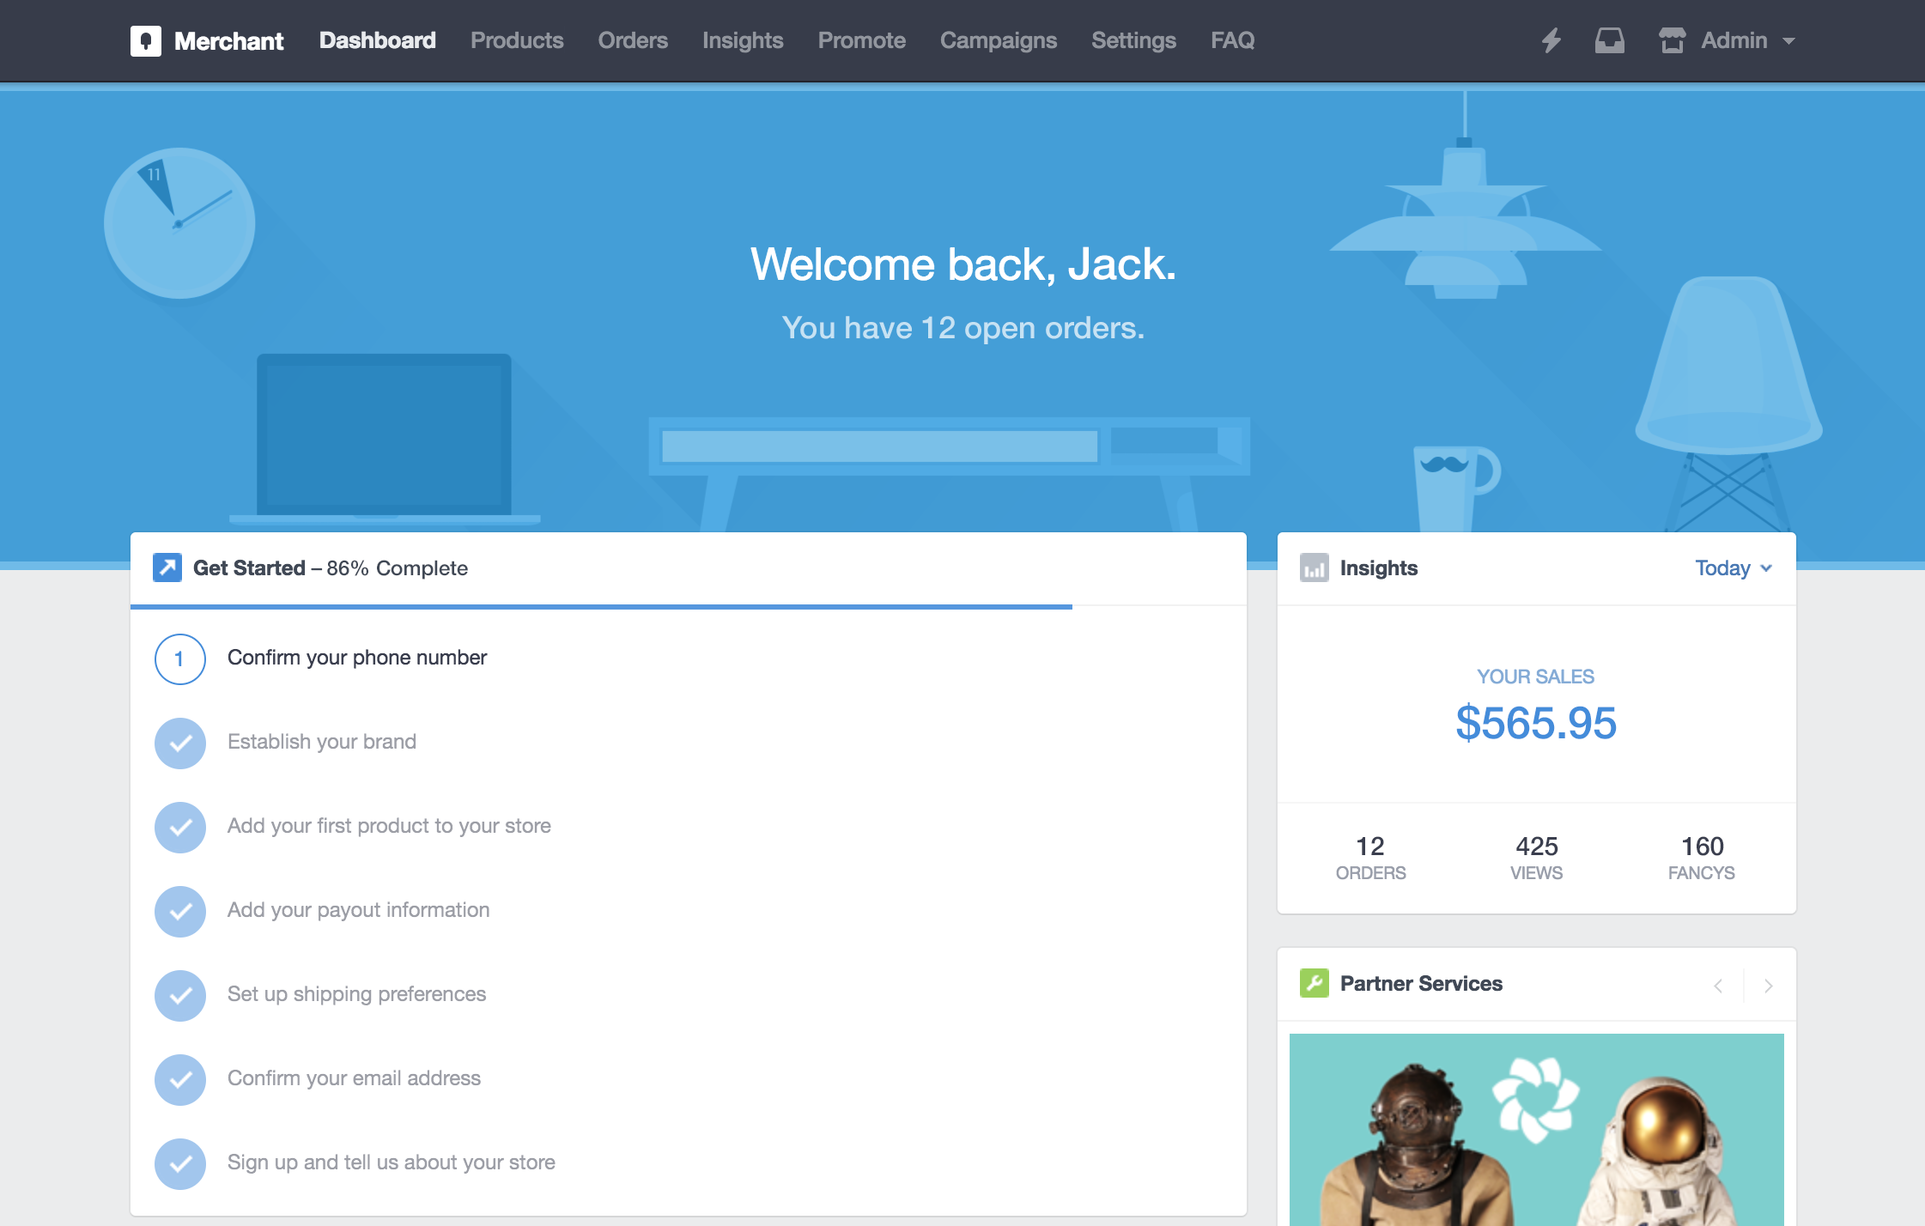 Merchant Dashboard Products Orders Insights Promote Campaigns Settings FAQ Admin
11
Welcome back, Jack.
You have 12 open orders.
Get Started – 86% Complete
1 Confirm your phone number
Establish your brand
Add your first product to your store
Add your payout information
Set up shipping preferences
Confirm your email address
Sign up and tell us about your store
Insights Today
YOUR SALES
$565.95
12 425 160
ORDERS VIEWS FANCYS
Partner Services